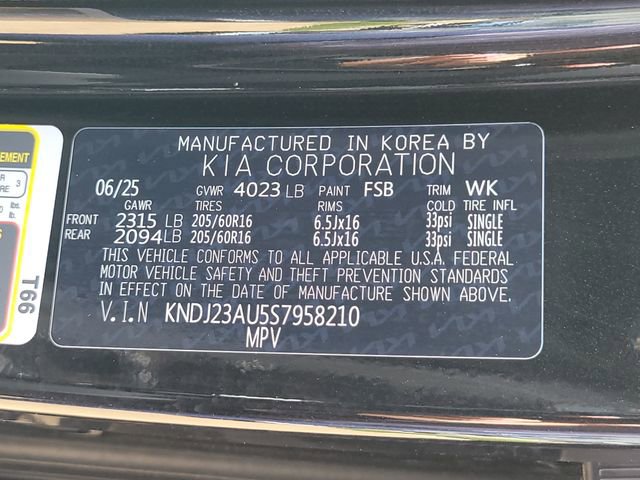 MANUFACTURED IN KOREA BY
KIA CORPORATION
06/25 GVWR 4023 LB PAINT FSB TRIM WK
GAWR TIRES RIMS COLD TIRE INFL
FRONT 2315 LB 205/60R16 6.5Jx16 33psi SINGLE
REAR 2094 LB 205/60R16 6.5Jx16 33psi SINGLE
THIS VEHICLE CONFORMS TO ALL APPLICABLE U.S.A. FEDERAL
MOTOR VEHICLE SAFETY AND THEFT PREVENTION STANDARDS
IN EFFECT ON THE DATE OF MANUFACTURE SHOWN ABOVE.
V.I.N KNDJ23AU5S7958210
MPV
T66